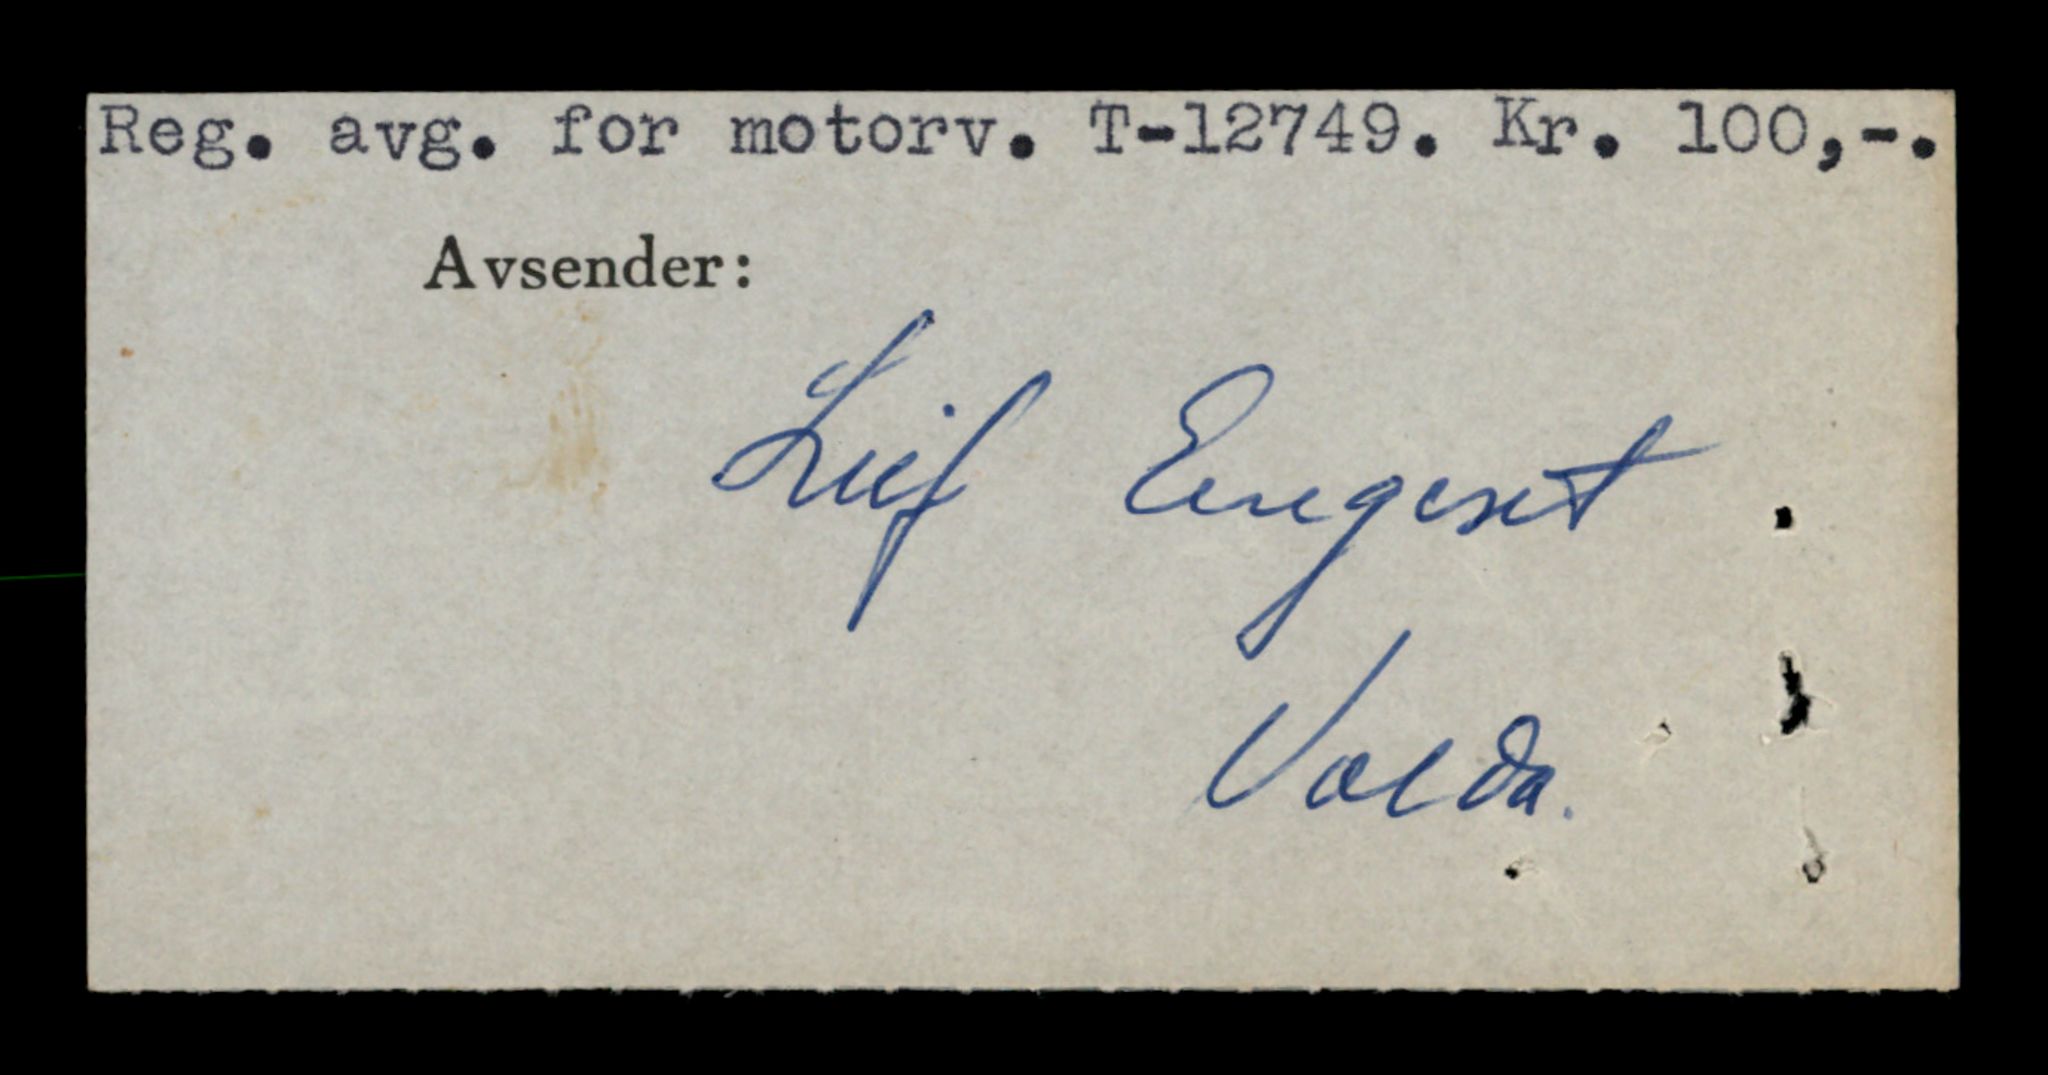 Reg. avg. for motorv. T-12749. Kr. 100,-.
Avsender:
Leif Engeset
Volda.